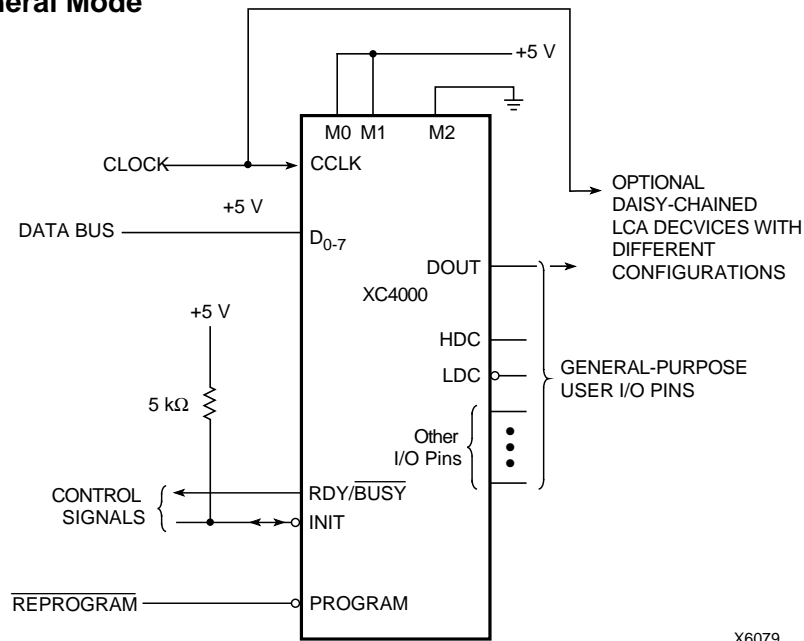 neral Mode
+5 V
M0 M1 M2
CLOCK
CCLK
OPTIONAL
DAISY-CHAINED
LCA DECVICES WITH
DIFFERENT
CONFIGURATIONS
+5 V
DATA BUS
D0-7
DOUT
XC4000
+5 V
HDC
LDC
GENERAL-PURPOSE
USER I/O PINS
5 kΩ
Other
I/O Pins
CONTROL
SIGNALS
RDY/BUSY
INIT
REPROGRAM
PROGRAM
X6079